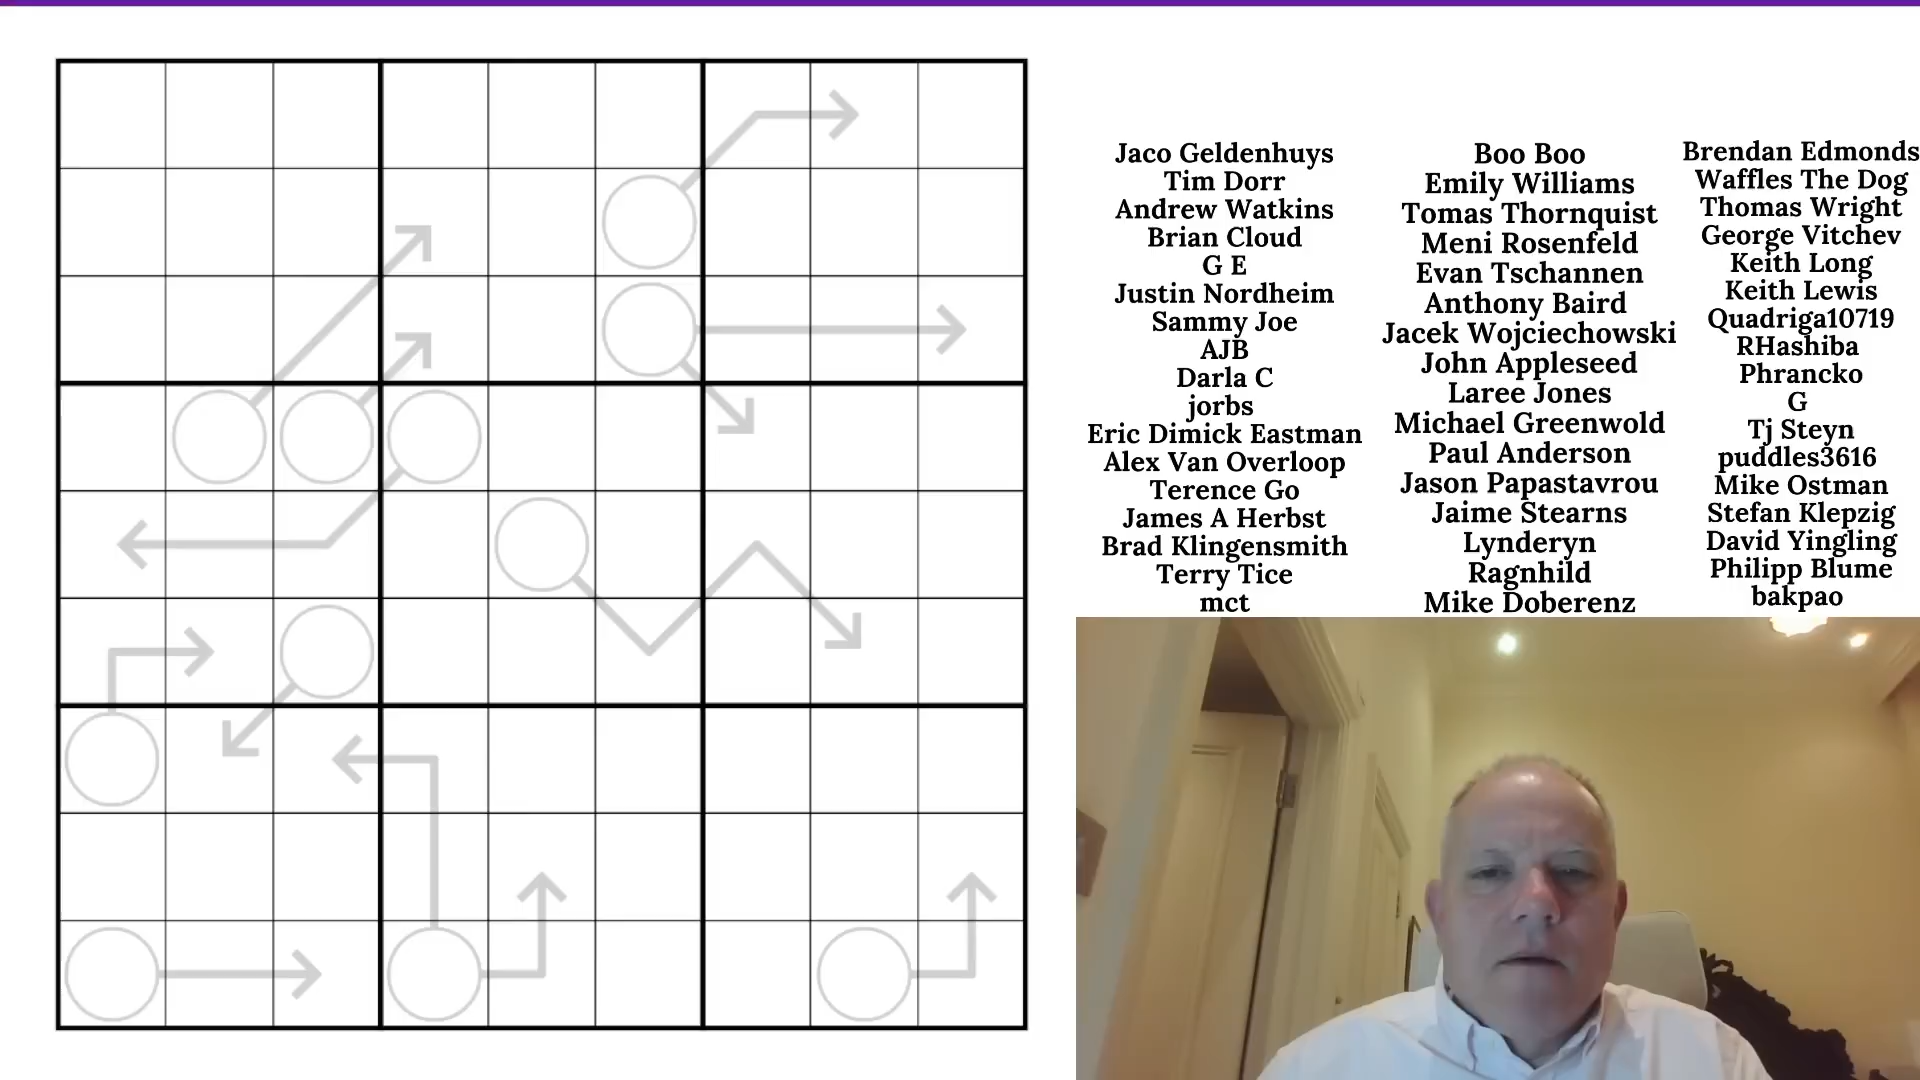 Jaco Geldenhuys
Tim Dorr
Andrew Watkins
Brian Cloud
G E
Justin Nordheim
Sammy Joe
AJB
Darla C
jorbs
Eric Dimick Eastman
Alex Van Overloop
Terence Go
James A Herbst
Brad Klingensmith
Terry Tice
mct
Boo Boo
Emily Williams
Tomas Thornquist
Meni Rosenfeld
Evan Tschannen
Anthony Baird
Jacek Wojciechowski
John Appleseed
Laree Jones
Michael Greenwold
Paul Anderson
Jason Papastavrou
Jaime Stearns
Lynderyn
Ragnhild
Mike Doberenz
Brendan Edmonds
Waffles The Dog
Thomas Wright
George Vitchev
Keith Long
Keith Lewis
Quadriga10719
RHashiba
Phrancko
G
Tj Steyn
puddles3616
Mike Ostman
Stefan Klepzig
David Yingling
Philipp Blume
bakpao